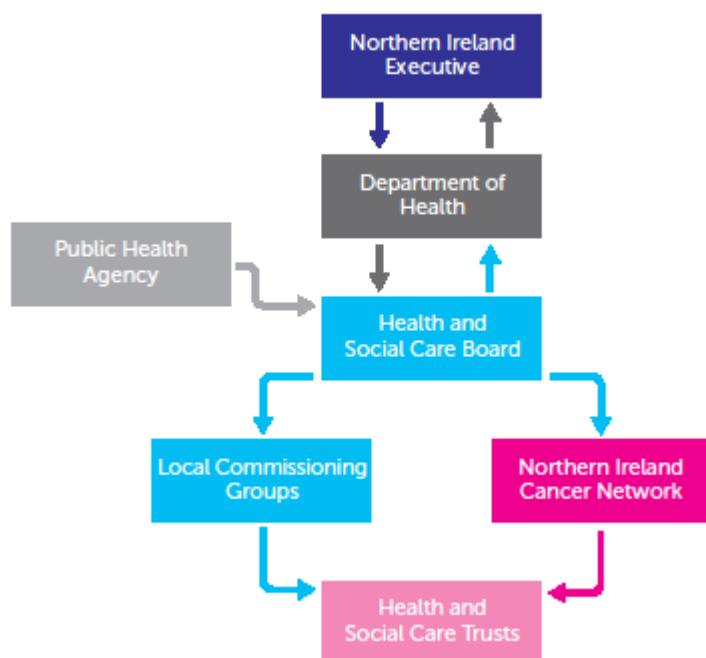 Northern Ireland
Executive
Department of
Health
Public Health
Agency
Health and
Social Care Board
Local Commissioning
Groups
Northern Ireland
Cancer Network
Health and
Social Care Trusts